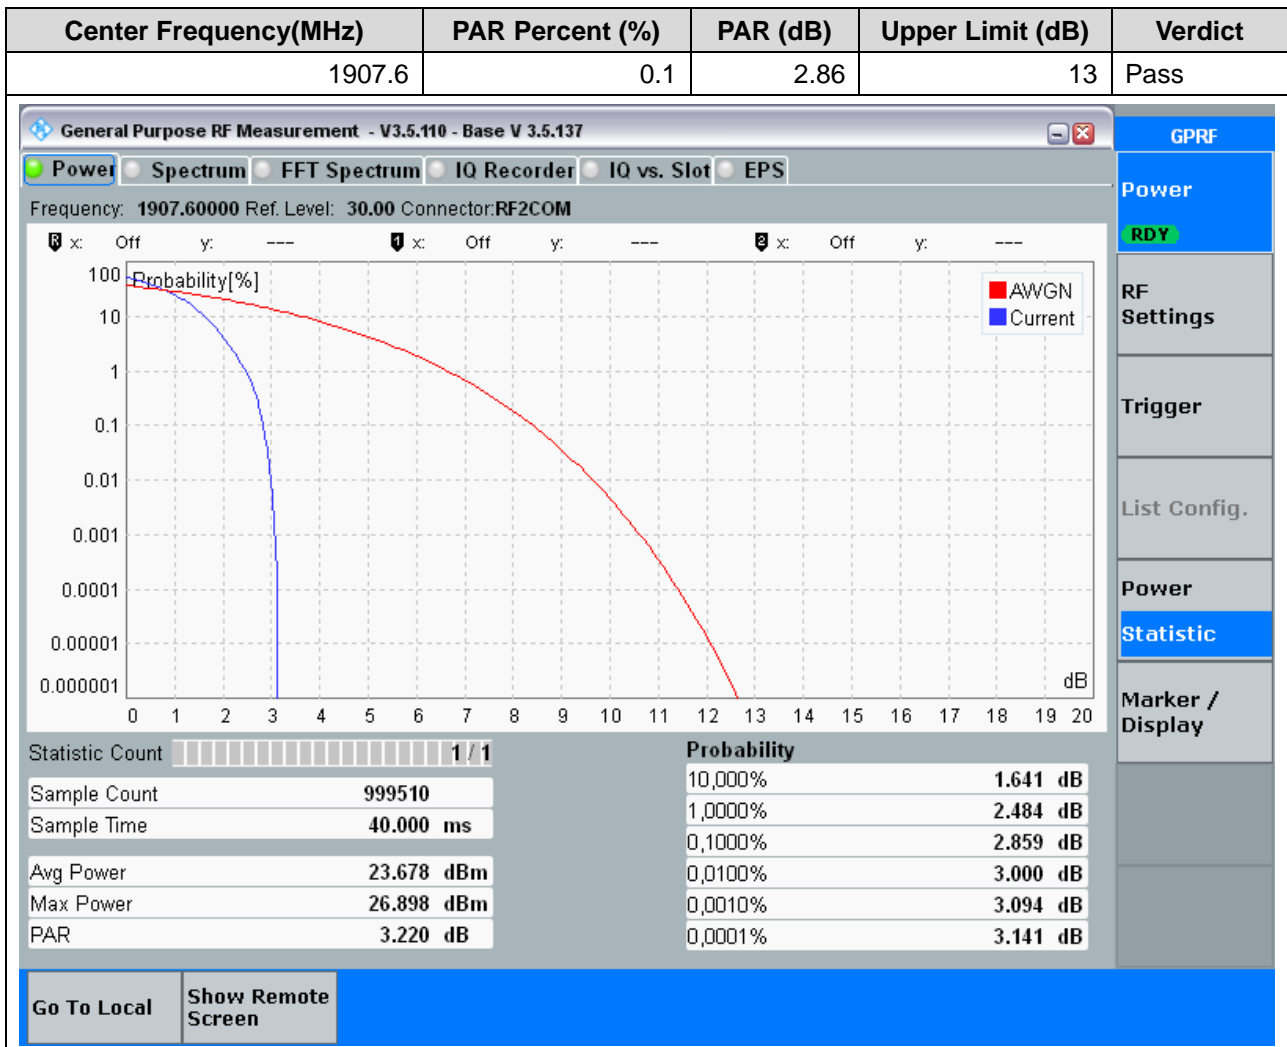 Center Frequency(MHz) PAR Percent (%) PAR (dB) Upper Limit (dB) Verdict
1907.6 0.1 2.86 13 Pass
General Purpose RF Measurement - V3.5.110 - Base V 3.5.137
GPRF
Power Spectrum FFT Spectrum IQ Recorder IQ vs. Slot EPS
Power
RDY
Frequency: 1907.60000 Ref. Level: 30.00 Connector:RF2COM
R x: Off y: --- 1 x: Off y: --- 2 x: Off y: ---
Probability[%]
AWGN
Current
100
10
1
0.1
0.01
0.001
0.0001
0.00001
0.000001
dB
0 1 2 3 4 5 6 7 8 9 10 11 12 13 14 15 16 17 18 19 20
RF
Settings
Trigger
List Config.
Power
Statistic
Marker /
Display
Statistic Count 1 / 1
Sample Count 999510
Sample Time 40.000 ms
Avg Power 23.678 dBm
Max Power 26.898 dBm
PAR 3.220 dB
Probability
10,000% 1.641 dB
1,0000% 2.484 dB
0,1000% 2.859 dB
0,0100% 3.000 dB
0,0010% 3.094 dB
0,0001% 3.141 dB
Go To Local
Show Remote
Screen